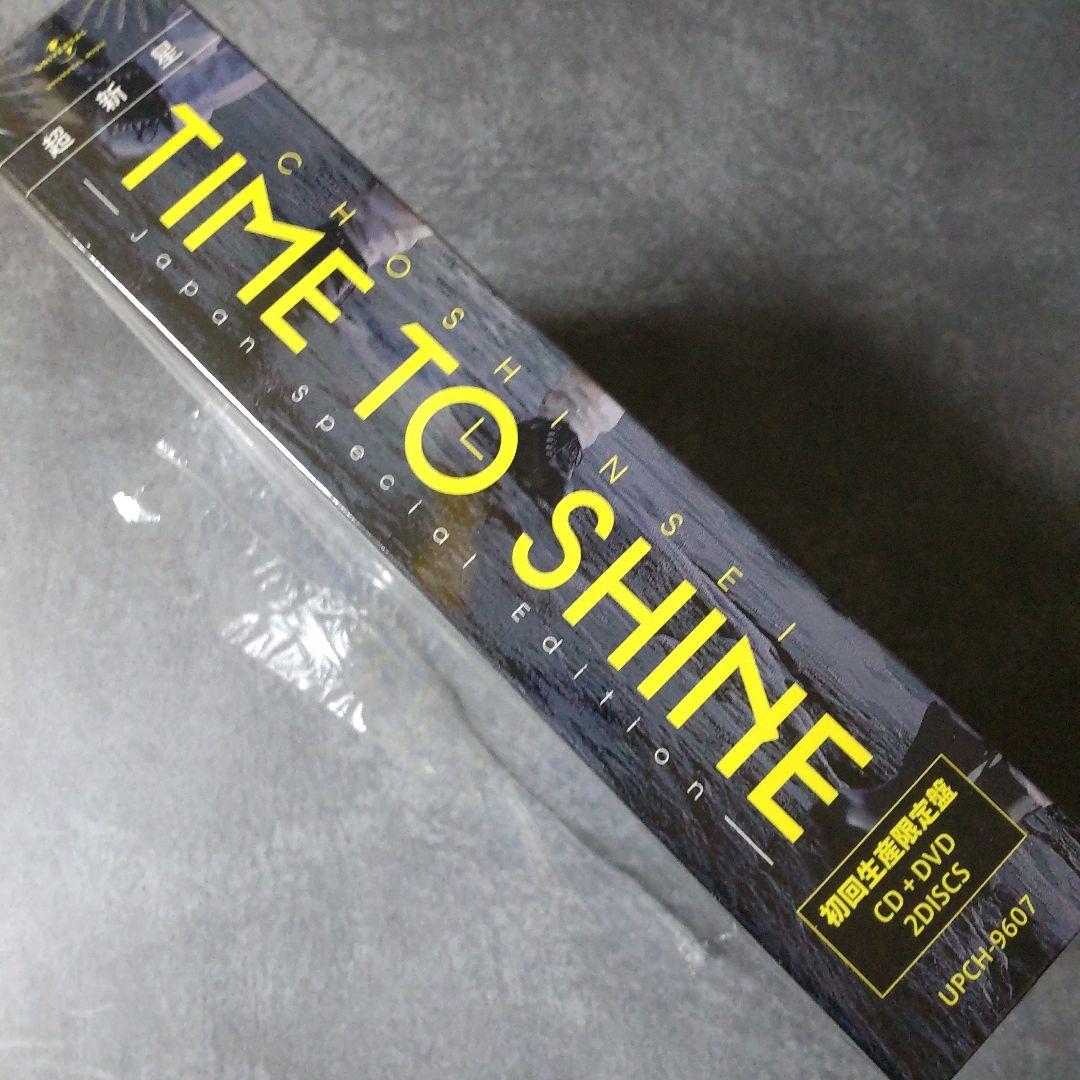 UNIVERSAL
超新星
CHOSHINSEI
TIME TO SHINE
Japan special Edition
初回生産限定盤
CD+DVD
2DISCS
UPCH-9607